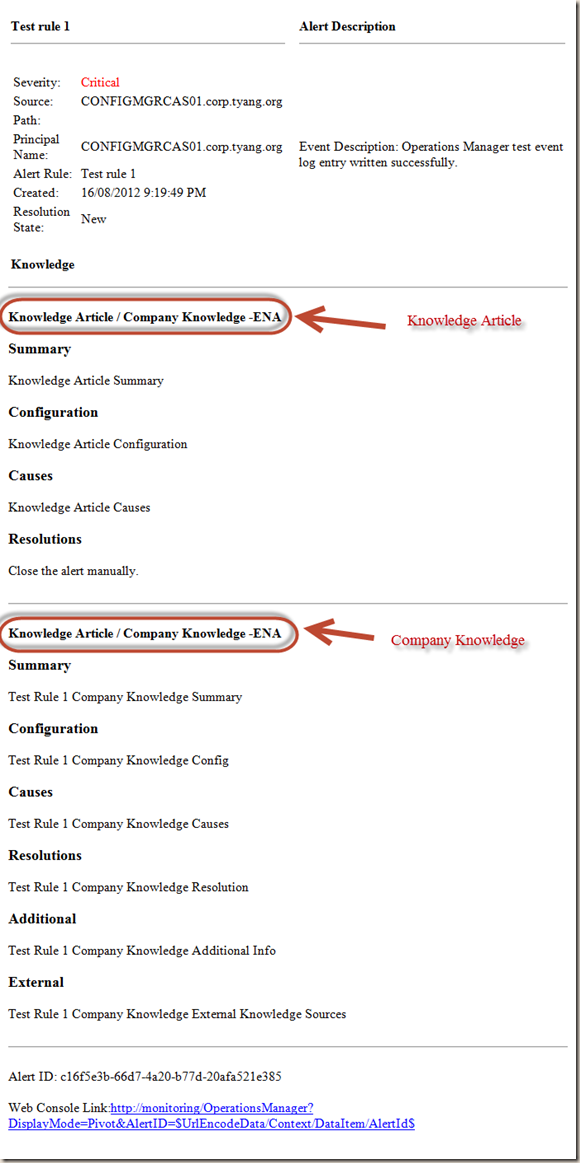 Test rule 1
Alert Description
Severity: Critical
Source: CONFIGMGRCAS01.corp.tyang.org
Path:
Principal
Name: CONFIGMGRCAS01.corp.tyang.org
Event Description: Operations Manager test event
log entry written successfully.
Alert Rule: Test rule 1
Created: 16/08/2012 9:19:49 PM
Resolution
State: New
Knowledge
Knowledge Article / Company Knowledge -ENA
Knowledge Article
Summary
Knowledge Article Summary
Configuration
Knowledge Article Configuration
Causes
Knowledge Article Causes
Resolutions
Close the alert manually.
Knowledge Article / Company Knowledge -ENA
Company Knowledge
Summary
Test Rule 1 Company Knowledge Summary
Configuration
Test Rule 1 Company Knowledge Config
Causes
Test Rule 1 Company Knowledge Causes
Resolutions
Test Rule 1 Company Knowledge Resolution
Additional
Test Rule 1 Company Knowledge Additional Info
External
Test Rule 1 Company Knowledge External Knowledge Sources
Alert ID: c16f5e3b-66d7-4a20-b77d-20afa521e385
Web Console Link:http://monitoring/OperationsManager?
DisplayMode=Pivot&AlertID=$UrlEncodeData/Context/DataItem/AlertId$